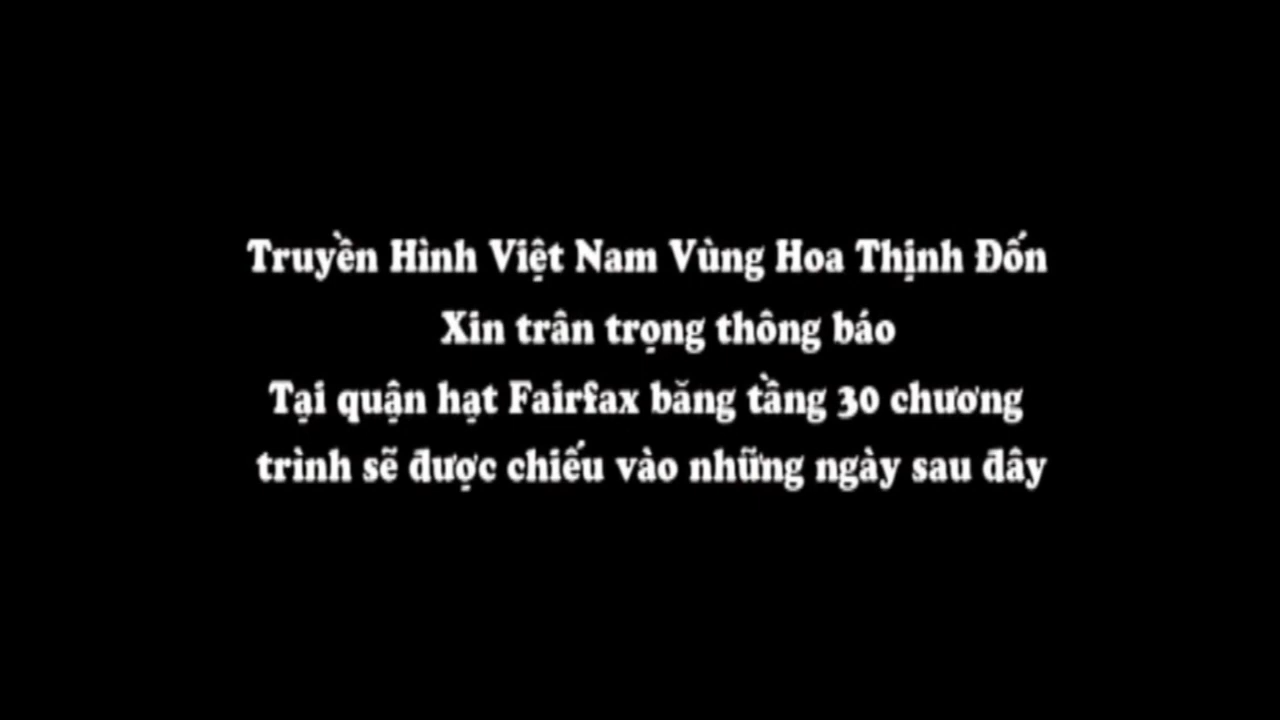 Truyền Hình Việt Nam Vùng Hoa Thịnh Đốn
Xin trân trọng thông báo
Tại quận hạt Fairfax băng tầng 30 chương
trình sẽ được chiếu vào những ngày sau đây